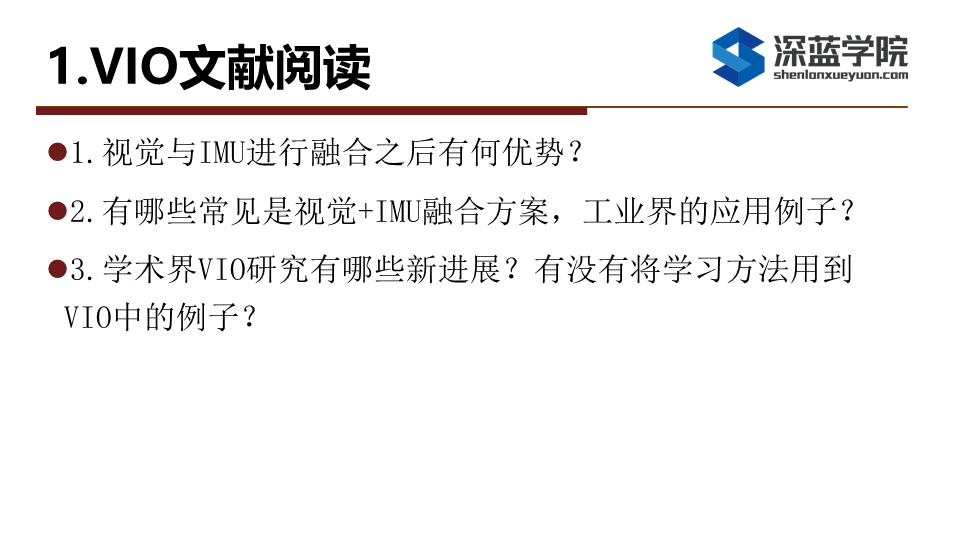 1.VIO文献阅读
深蓝学院
shenlanxueyuan.com
●1.视觉与IMU进行融合之后有何优势？
●2.有哪些常见是视觉+IMU融合方案，工业界的应用例子？
●3.学术界VIO研究有哪些新进展？有没有将学习方法用到
VIO中的例子？